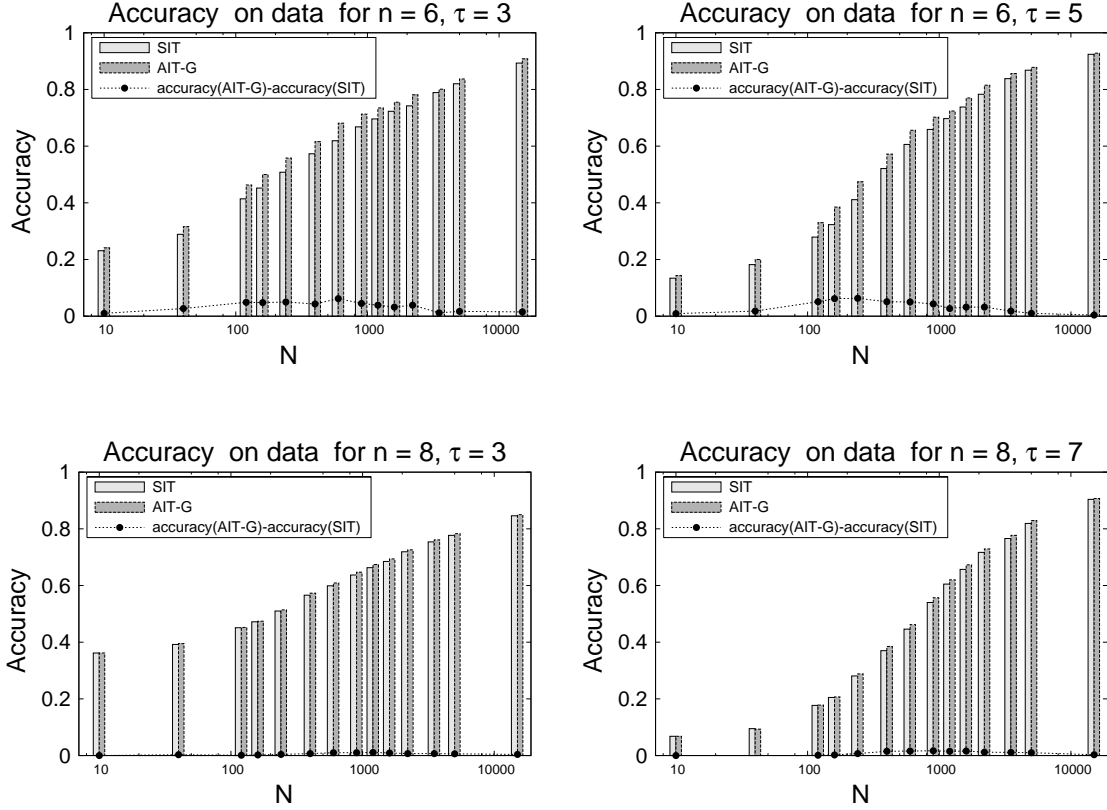 Accuracy on data for n = 6, τ = 3
1
0.8
0.6
0.4
0.2
0
Accuracy
SIT
AIT-G
accuracy(AIT-G)-accuracy(SIT)
10
100
1000
10000
N
Accuracy on data for n = 6, τ = 5
1
0.8
0.6
0.4
0.2
0
Accuracy
SIT
AIT-G
accuracy(AIT-G)-accuracy(SIT)
10
100
1000
10000
N
Accuracy on data for n = 8, τ = 3
1
0.8
0.6
0.4
0.2
0
Accuracy
SIT
AIT-G
accuracy(AIT-G)-accuracy(SIT)
10
100
1000
10000
N
Accuracy on data for n = 8, τ = 7
1
0.8
0.6
0.4
0.2
0
Accuracy
SIT
AIT-G
accuracy(AIT-G)-accuracy(SIT)
10
100
1000
10000
N